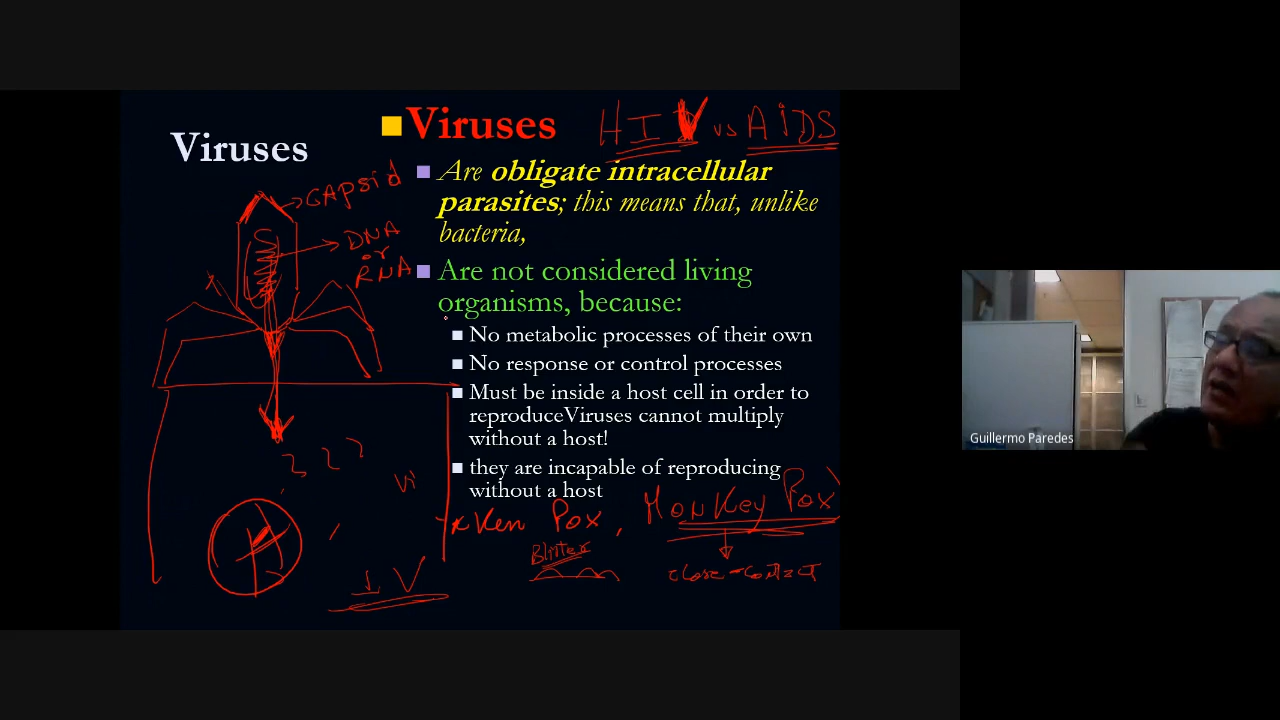 Viruses
Viruses
HIV vs AIDS
Are obligate intracellular
parasites; this means that, unlike
bacteria,
Are not considered living
organisms, because:
No metabolic processes of their own
No response or control processes
Must be inside a host cell in order to
reproduceViruses cannot multiply
without a host!
they are incapable of reproducing
without a host
CAPsid
DNA
or
RNA
Pox, MonKey Pox
Blister
close-contact
Vi
IV
Guillermo Paredes